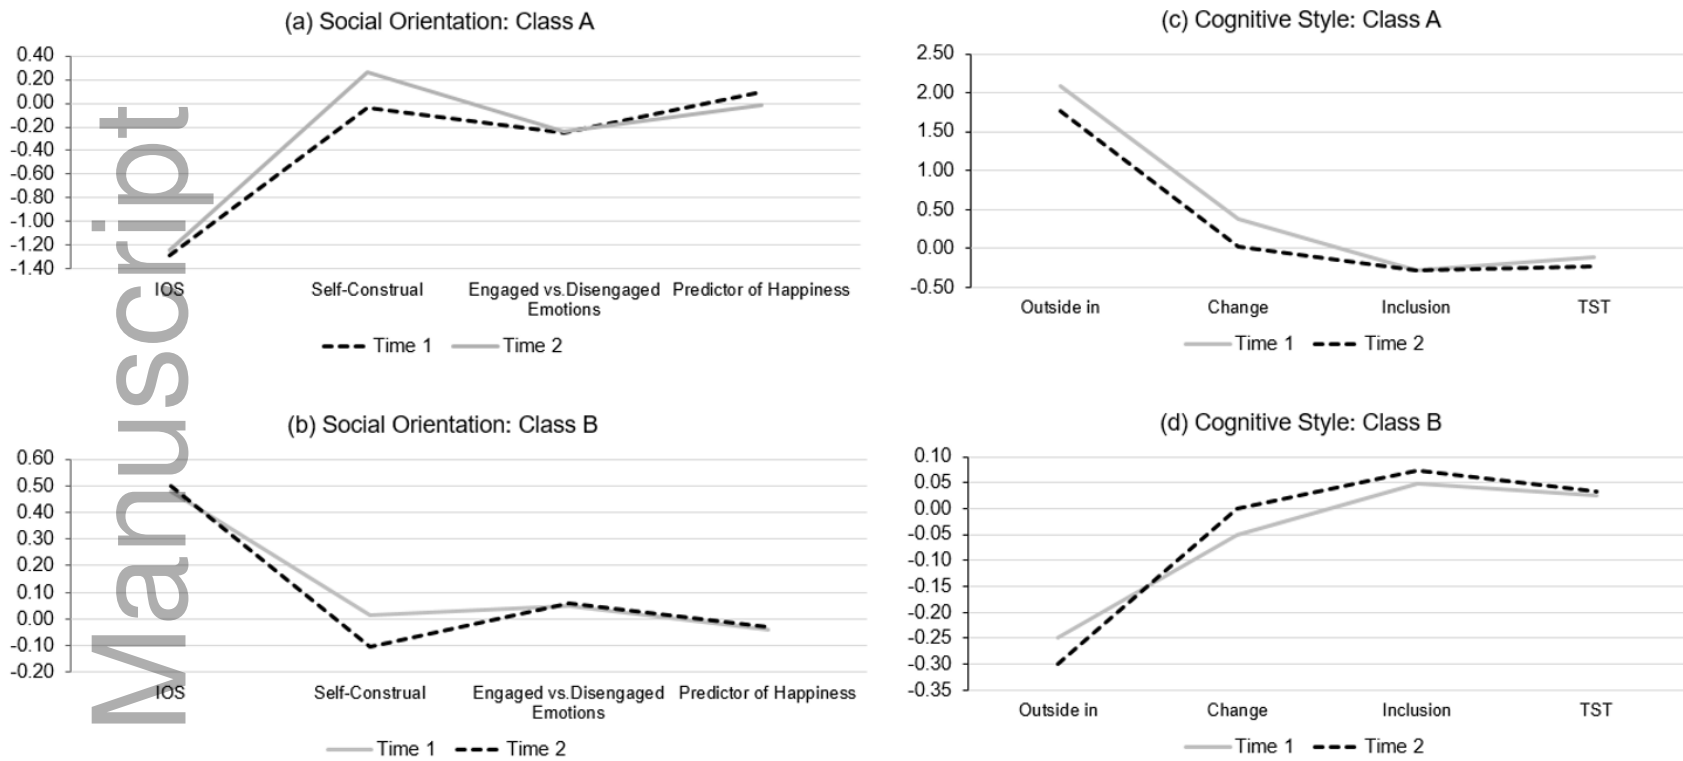 (a) Social Orientation: Class A
0.40
0.20
0.00
-0.20
-0.40
-0.60
-0.80
-1.00
-1.20
-1.40
IOS
Self-Construal
Engaged vs.Disengaged
Emotions
Predictor of Happiness
Time 1
Time 2
(c) Cognitive Style: Class A
2.50
2.00
1.50
1.00
0.50
0.00
-0.50
Outside in
Change
Inclusion
TST
Time 1
Time 2
(b) Social Orientation: Class B
0.60
0.50
0.40
0.30
0.20
0.10
0.00
-0.10
-0.20
IOS
Self-Construal
Engaged vs.Disengaged
Emotions
Predictor of Happiness
Time 1
Time 2
(d) Cognitive Style: Class B
0.10
0.05
0.00
-0.05
-0.10
-0.15
-0.20
-0.25
-0.30
-0.35
Outside in
Change
Inclusion
TST
Time 1
Time 2
Manuscript